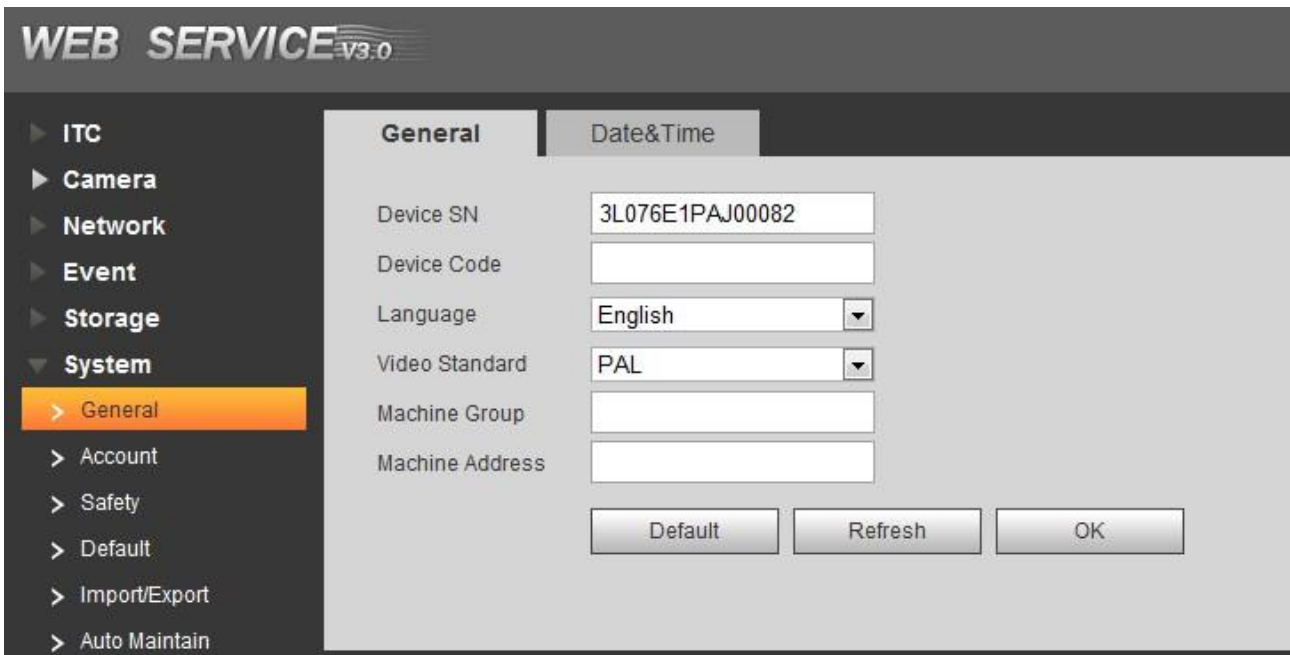 WEB SERVICE V3.0
ITC
Camera
Network
Event
Storage
System
General
Account
Safety
Default
Import/Export
Auto Maintain
General
Date&Time
Device SN 3L076E1PAJ00082
Device Code
Language English
Video Standard PAL
Machine Group
Machine Address
Default Refresh OK